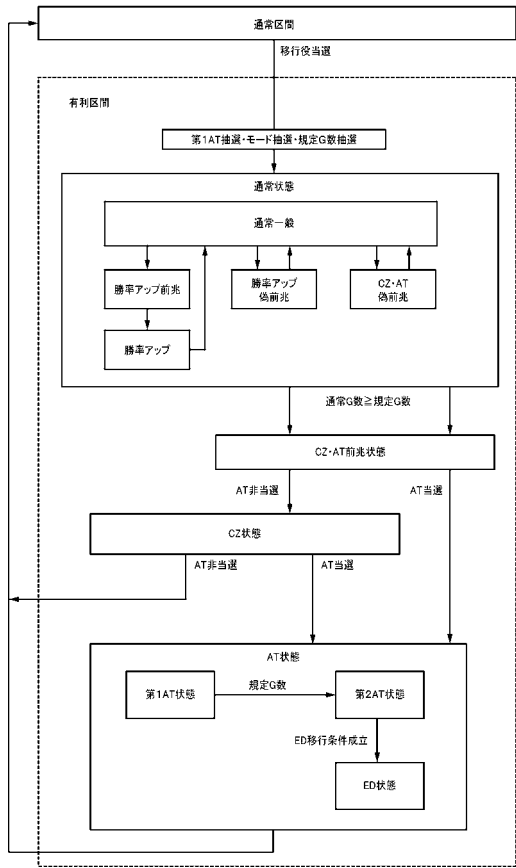 通常区間
移行役当選
有利区間
第1AT抽選・モード抽選・規定G数抽選
通常状態
通常一般
勝率アップ前兆
勝率アップ
偽前兆
CZ・AT
偽前兆
勝率アップ
通常G数≧規定G数
CZ・AT前兆状態
AT非当選
AT当選
CZ状態
AT非当選
AT当選
AT状態
第1AT状態
規定G数
第2AT状態
ED移行条件成立
ED状態